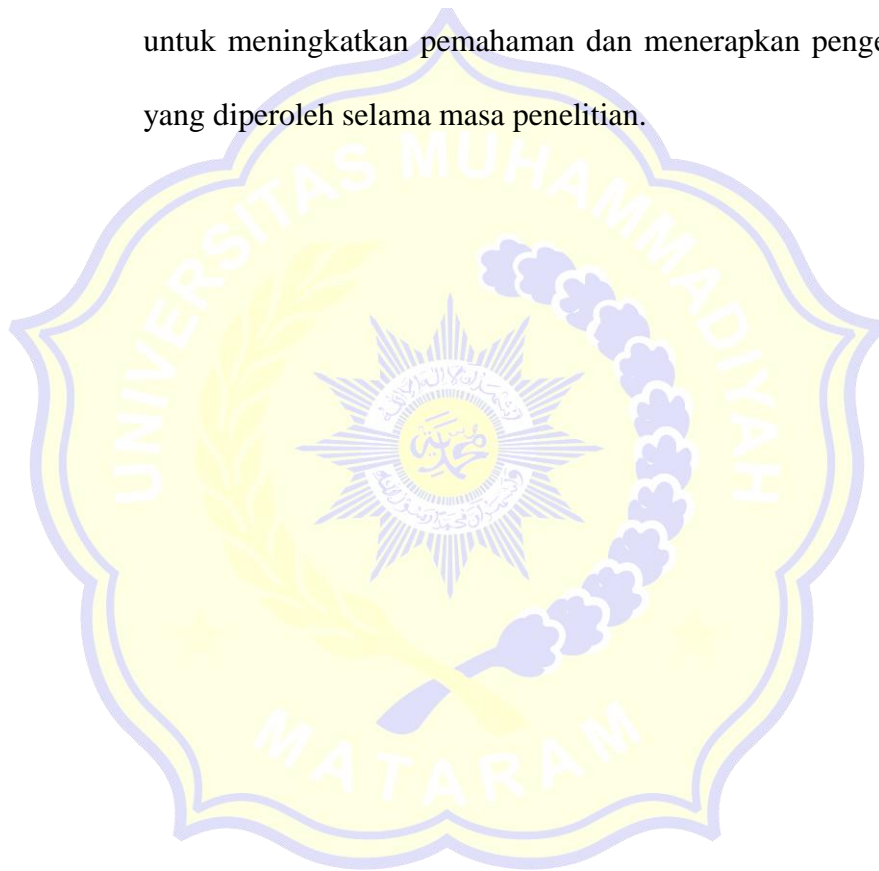 untuk meningkatkan pemahaman dan menerapkan penge
yang diperoleh selama masa penelitian.
UNIVERSITAS MUHAMMADIYAH
MATARAM